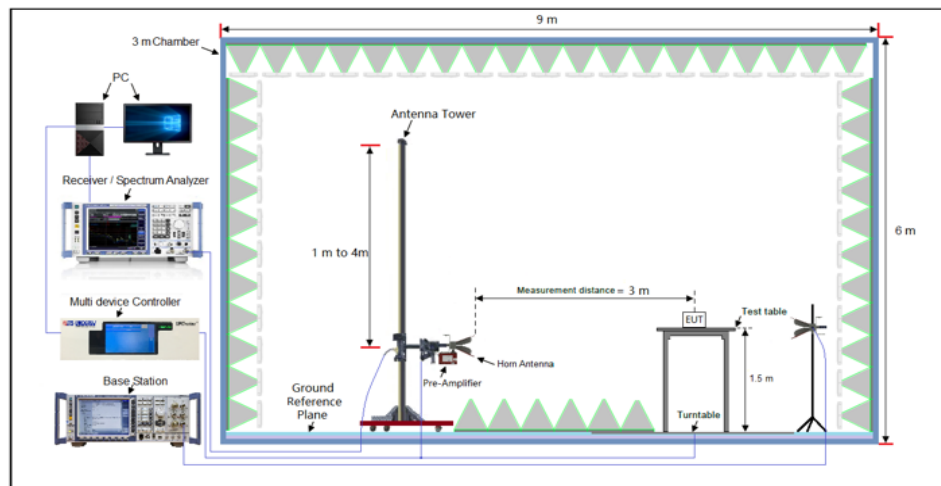 9 m
3 m Chamber
PC
Antenna Tower
Receiver / Spectrum Analyzer
1 m to 4m
6 m
Measurement distance = 3 m
Multi device Controller
EUT
Test table
Horn Antenna
Pre-Amplifier
1.5 m
Base Station
Ground
Reference
Plane
Turntable